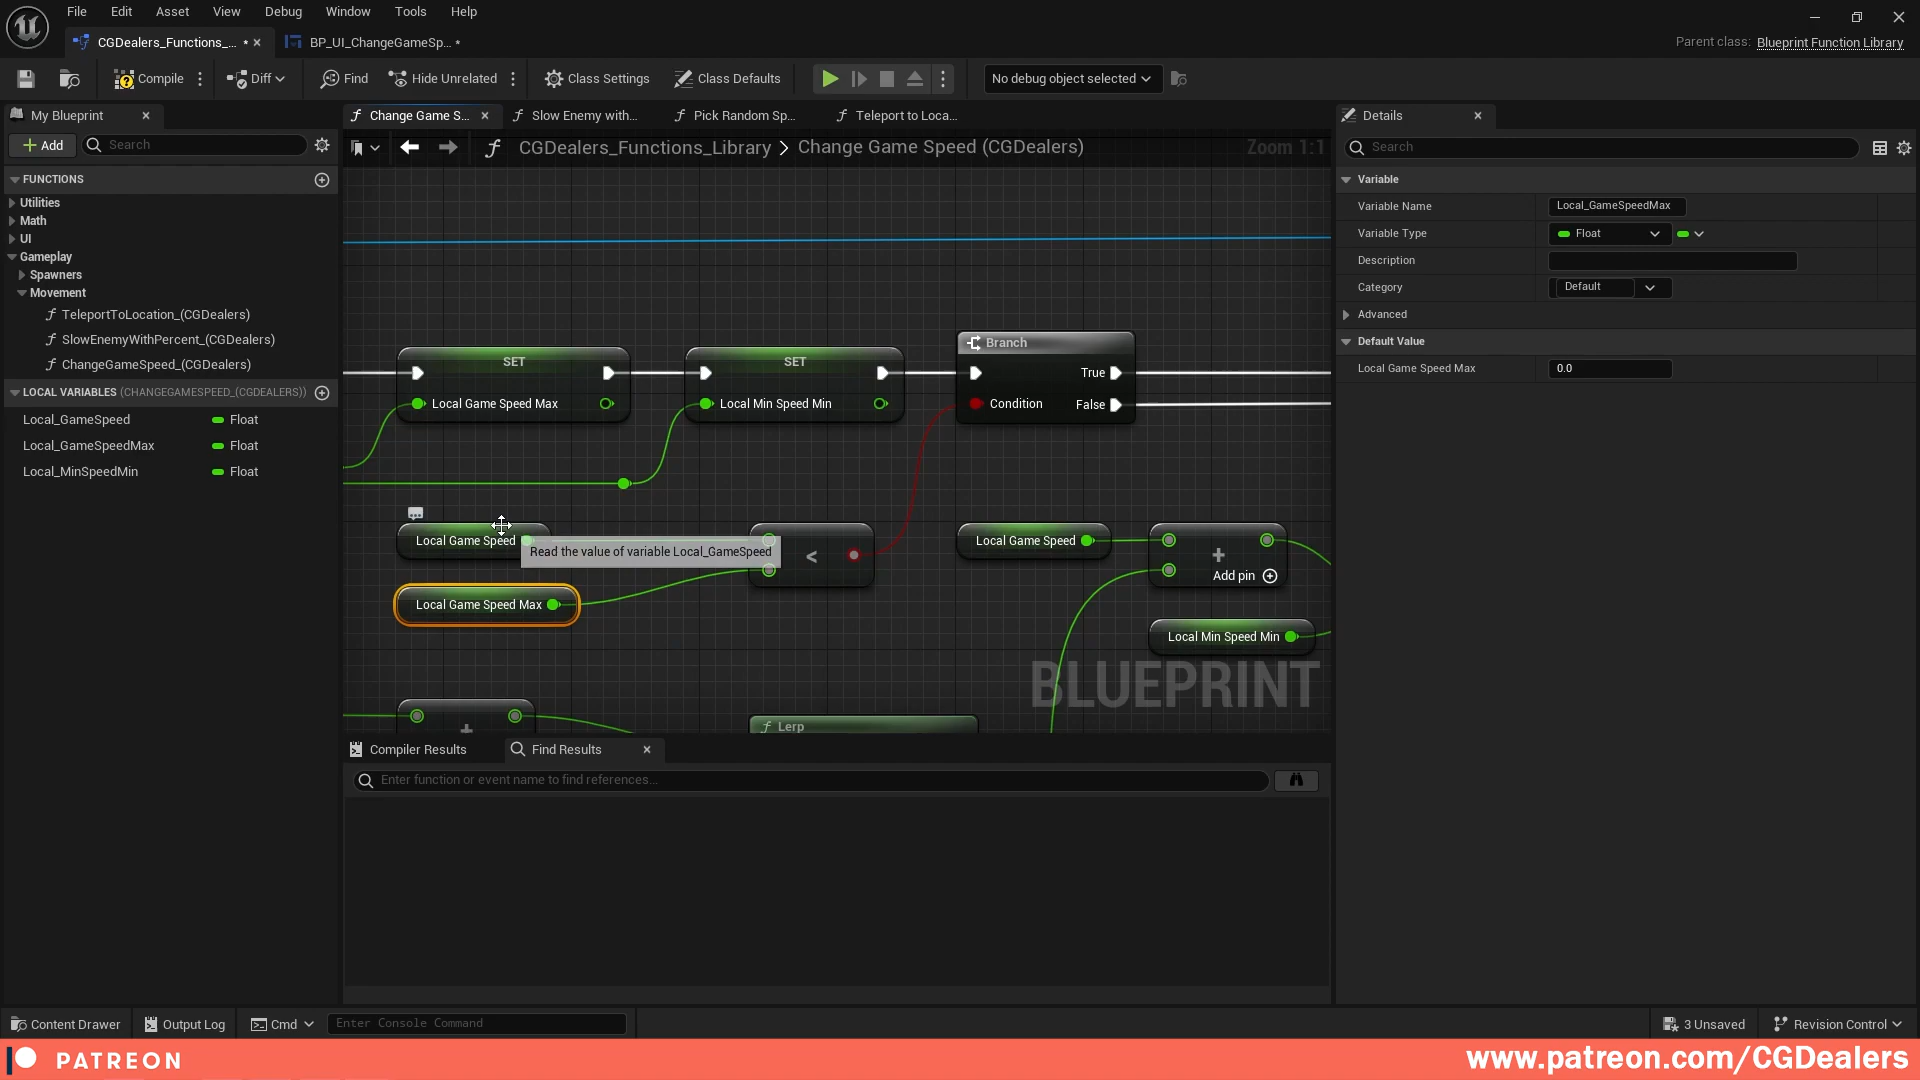 File Edit Asset View Debug Window Tools Help
CGDealers_Functions_... •
BP_UI_ChangeGameSp... •
Parent class: Blueprint Function Library
Compile
Diff
Find
Hide Unrelated
Class Settings
Class Defaults
No debug object selected
My Blueprint
Add
Search
FUNCTIONS
Utilities
Math
UI
Gameplay
Spawners
Movement
TeleportToLocation_(CGDealers)
SlowEnemyWithPercent_(CGDealers)
ChangeGameSpeed_(CGDealers)
LOCAL VARIABLES (CHANGEGAMESPEED_(CGDEALERS))
Local_GameSpeed Float
Local_GameSpeedMax Float
Local_MinSpeedMin Float
Change Game S...
Slow Enemy with...
Pick Random Sp...
Teleport to Loca...
CGDealers_Functions_Library > Change Game Speed (CGDealers)
Zoom 1:1
SET
Local Game Speed Max
SET
Local Min Speed Min
Branch
True
Condition
False
Local Game Speed
Read the value of variable Local_GameSpeed
<
Local Game Speed Max
Local Game Speed
+
Add pin
Local Min Speed Min
+
Lerp
BLUEPRINT
Compiler Results
Find Results
Enter function or event name to find references...
Details
Search
Variable
Variable Name Local_GameSpeedMax
Variable Type Float
Description
Category Default
Advanced
Default Value
Local Game Speed Max 0.0
Content Drawer
Output Log
Cmd
Enter Console Command
3 Unsaved
Revision Control
PATREON
www.patreon.com/CGDealers